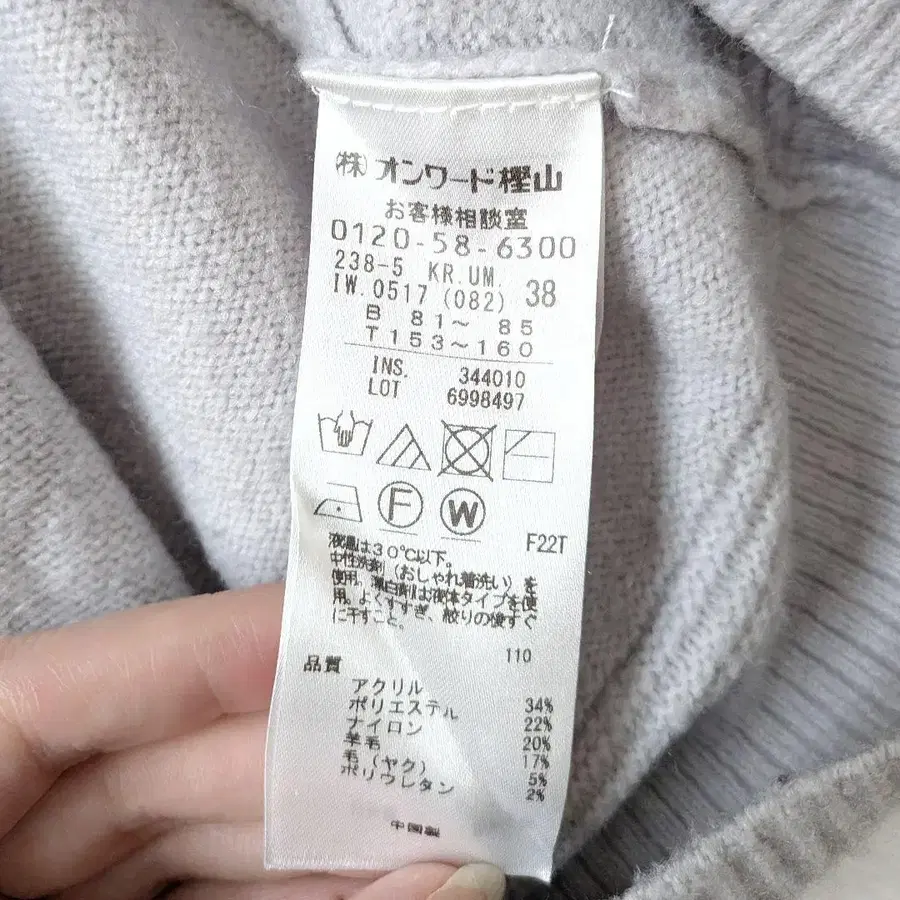 (株)オンワード樫山
お客様相談室
0120-58-6300
238-5 KR.UM.
IW.0517 (082) 38
B 81～ 85
T153～160
INS. 344010
LOT 6998497
F W
F22T
液温は30℃以下。
中性洗剤（おしゃれ着洗い）を
使用。漂白剤は液体タイプを使
用。よくすすぎ、絞りの後すぐ
に干すこと。
110
品質
アクリル 34%
ポリエステル 22%
ナイロン 20%
羊毛 17%
毛（ヤク） 5%
ポリウレタン 2%
中国製